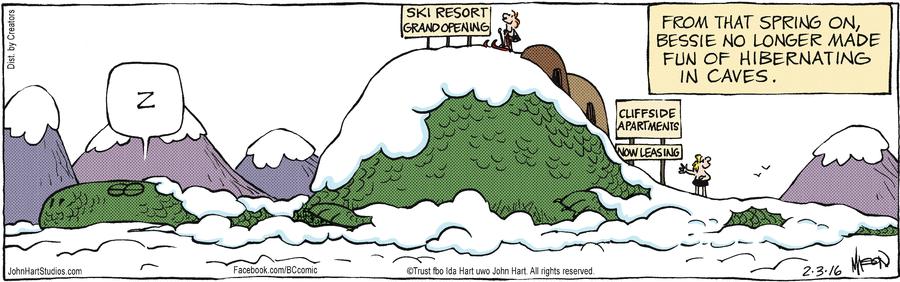 Dist. by Creators
Z
SKI RESORT
GRAND OPENING
FROM THAT SPRING ON,
BESSIE NO LONGER MADE
FUN OF HIBERNATING
IN CAVES.
CLIFFSIDE
APARTMENTS
NOW LEASING
JohnHartStudios.com
Facebook.com/BCcomic
©Trust fbo Ida Hart uwo John Hart. All rights reserved.
2·3·16
MASON